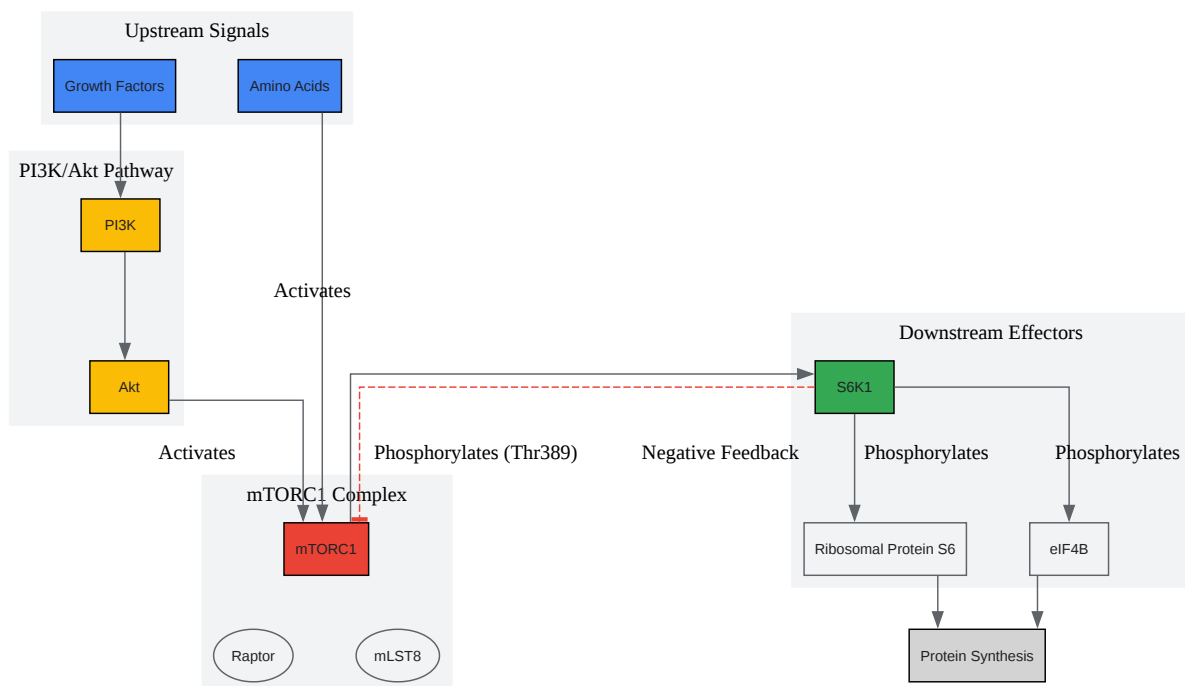 Upstream Signals
Growth Factors
Amino Acids
PI3K/Akt Pathway
PI3K
Activates
Downstream Effectors
Akt
S6K1
Activates
Phosphorylates (Thr389)
Negative Feedback
Phosphorylates
Phosphorylates
mTORC1 Complex
mTORC1
Ribosomal Protein S6
eIF4B
Raptor
mLST8
Protein Synthesis